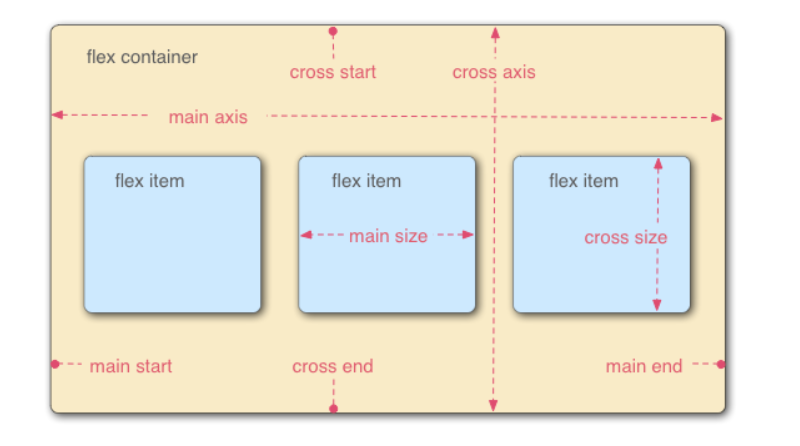 flex container
cross start
cross axis
main axis
flex item
flex item
flex item
main size
cross size
main start
cross end
main end